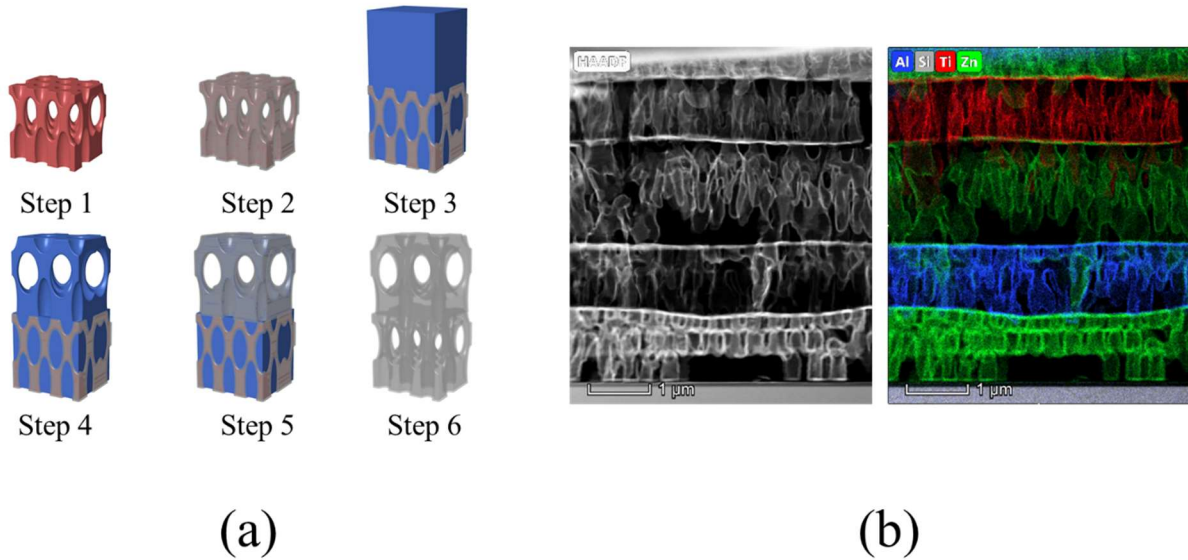 Step 1
Step 2
Step 3
Step 4
Step 5
Step 6
(a)
HAADF
1 μm
Al Si Ti Zn
1 μm
(b)